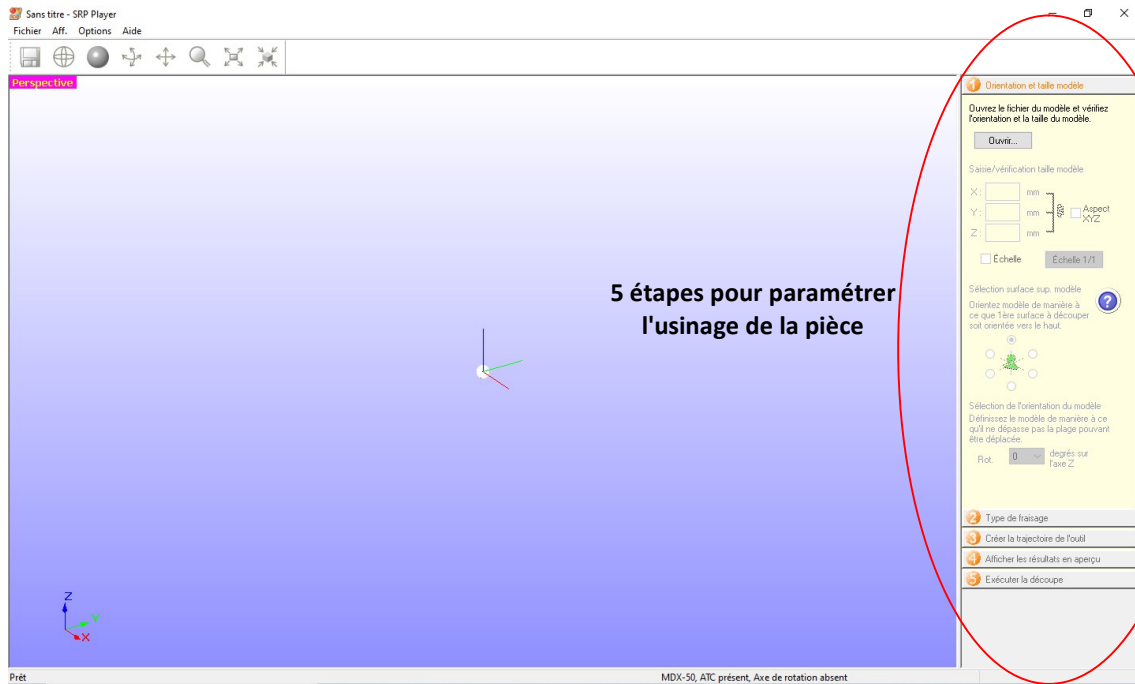 Sans titre - SRP Player
Fichier Aff. Options Aide
Perspective
5 étapes pour paramétrer
l'usinage de la pièce
1 Orientation et taille modèle
Ouvrez le fichier du modèle et vérifiez
l'orientation et la taille du modèle.
Ouvrir...
Saisie/vérification taille modèle
X : mm
Y : mm
Z : mm
Aspect
XYZ
Échelle
Échelle 1/1
Sélection surface sup. modèle
Orientez modèle de manière à
ce que 1ère surface à découper
soit orientée vers le haut.
?
Sélection de l'orientation du modèle
Définissez le modèle de manière à ce
qu'il ne dépasse pas la plage pouvant
être déplacée.
Rot. 0 degrés sur
l'axe Z
2 Type de fraisage
3 Créer la trajectoire de l'outil
4 Afficher les résultats en aperçu
5 Exécuter la découpe
Z
Y
X
Prêt
MDX-50, ATC présent, Axe de rotation absent